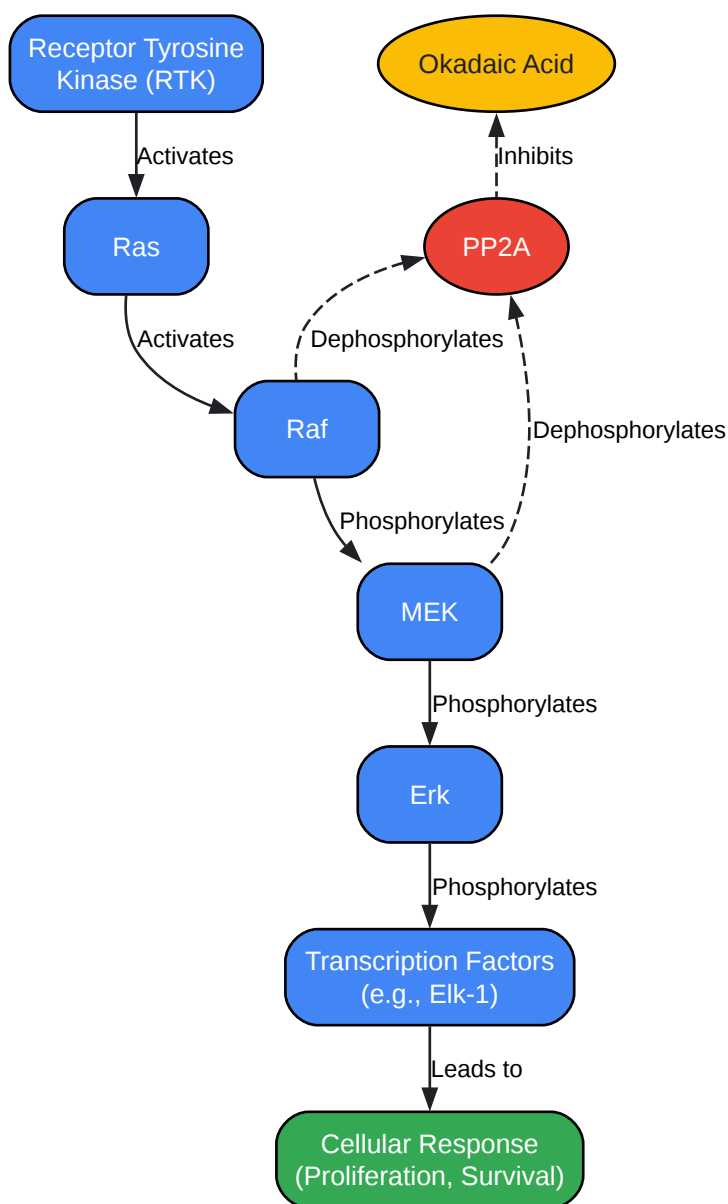 Receptor Tyrosine
Kinase (RTK)
Okadaic Acid
Activates
Inhibits
Ras
PP2A
Activates
Dephosphorylates
Raf
Dephosphorylates
Phosphorylates
MEK
Phosphorylates
Erk
Phosphorylates
Transcription Factors
(e.g., Elk-1)
Leads to
Cellular Response
(Proliferation, Survival)